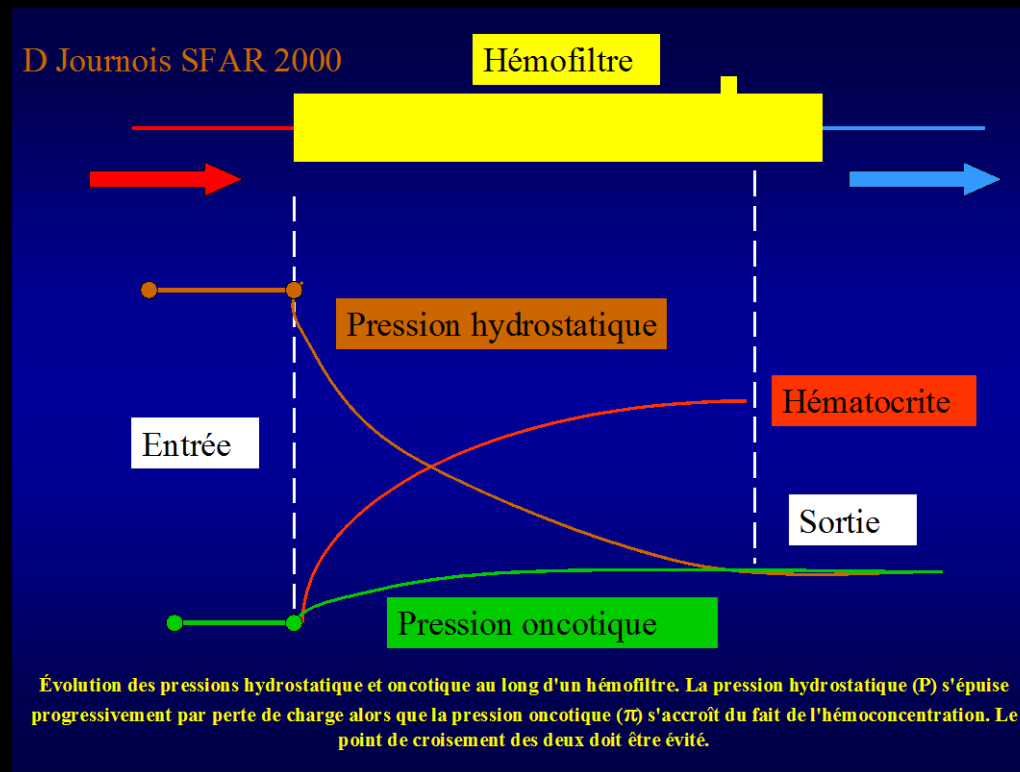 D Journois SFAR 2000
Hémofiltre
Pression hydrostatique
Hématocrite
Entrée
Sortie
Pression oncotique
Évolution des pressions hydrostatique et oncotique au long d'un hémofiltre. La pression hydrostatique (P) s'épuise
progressivement par perte de charge alors que la pression oncotique (π) s'accroît du fait de l'hémoconcentration. Le
point de croisement des deux doit être évité.